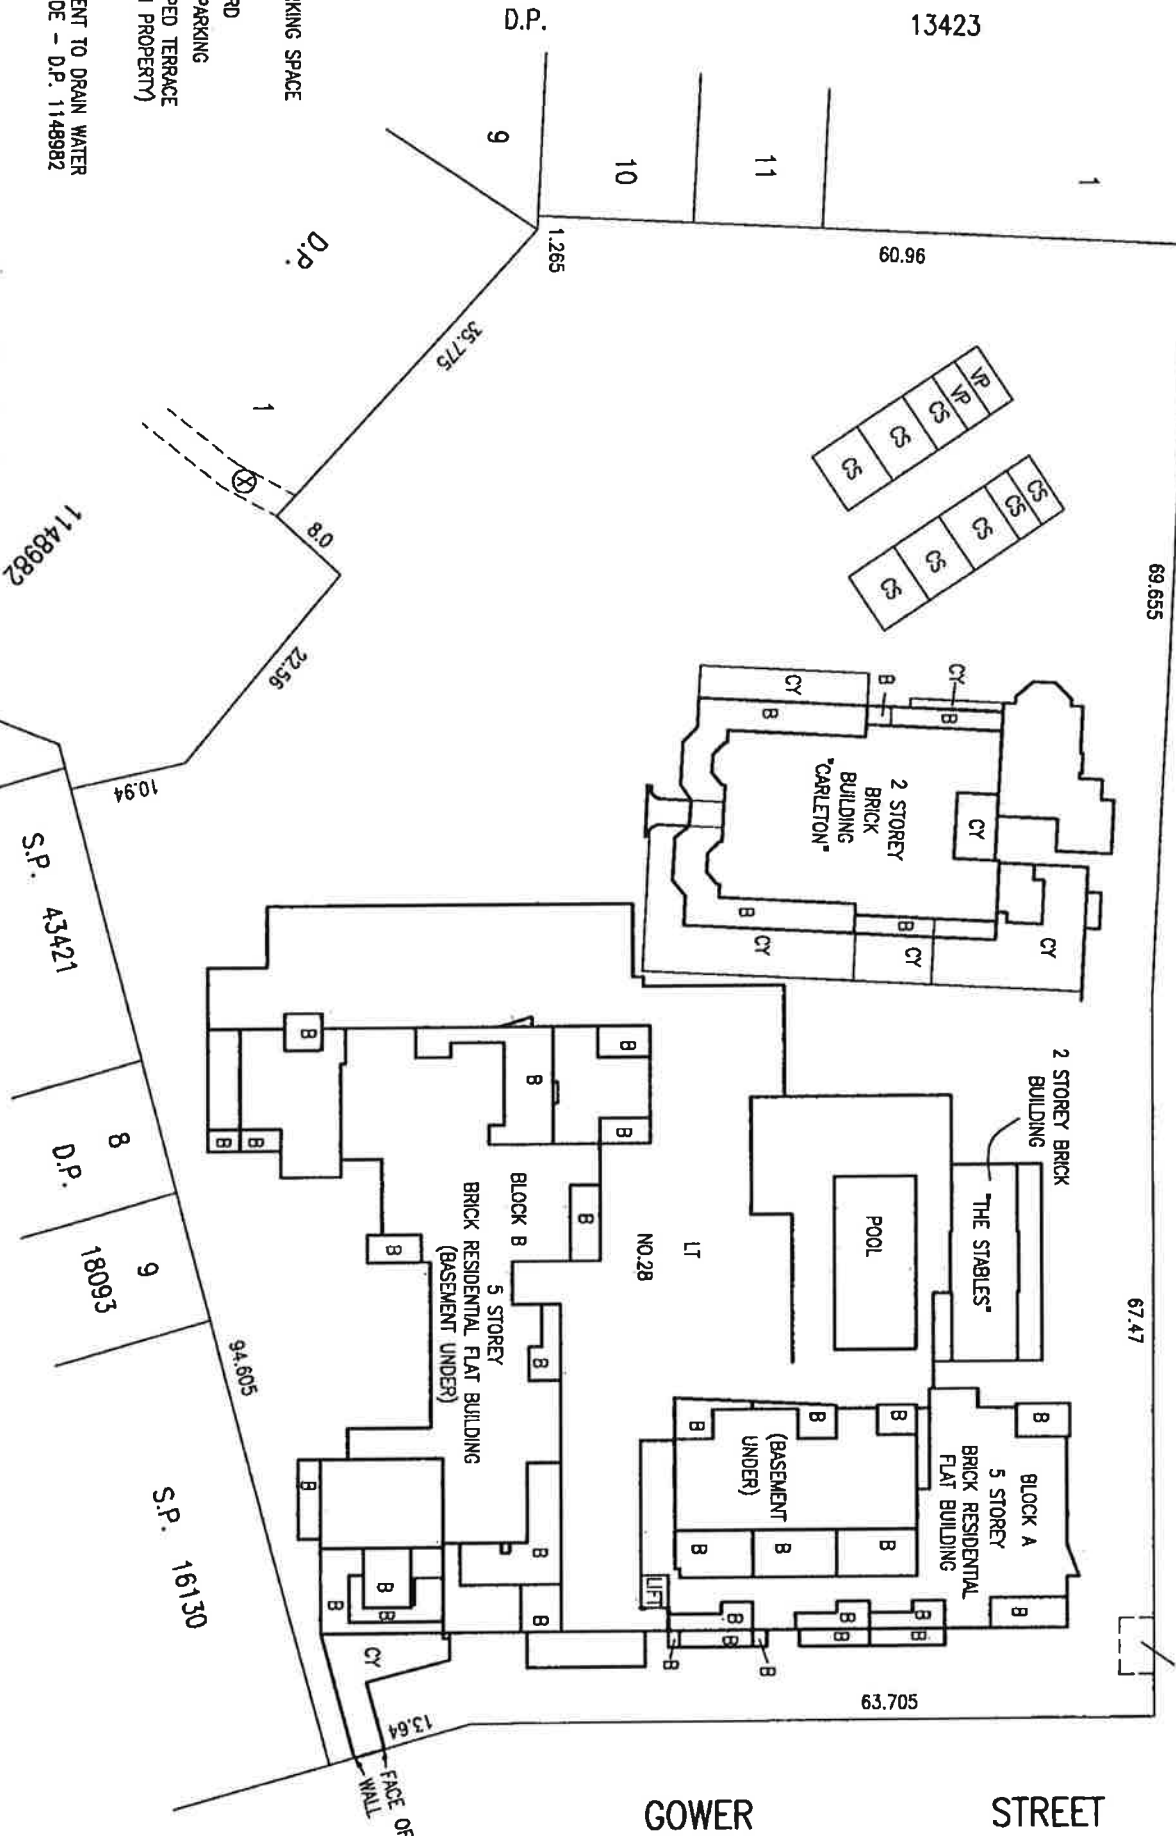 D.P.
13423
KING SPACE
RD
PARKING
PED TERRACE
PROPERTY)
ENT TO DRAIN WATER
DE - D.P. 1148982
9
10
11
1
1.265
60.96
D.P.
35.775
1
8.0
1148982
22.56
10.94
VP
VP
CS
CS
CS
CS
CS
CS
CS
CS
69.655
CY
B
B
CY
B
2 STOREY
BRICK
BUILDING
"CARLETON"
CY
B
B
CY
CY
CY
S.P. 43421
8
D.P.
9
18093
94.605
S.P. 16130
2 STOREY BRICK
BUILDING
"THE STABLES"
POOL
67.47
LT
NO.28
B
B
B
B
B
B
B
B
BLOCK B
5 STOREY
BRICK RESIDENTIAL FLAT BUILDING
(BASEMENT UNDER)
B
B
B
B
B
B
B
B
BLOCK A
5 STOREY
BRICK RESIDENTIAL
FLAT BUILDING
(BASEMENT
UNDER)
B
B
B
B
B
B
B
B
LIFT
B
B
B
B
B
B
B
B
CY
13.64
63.705
FACE OF
WALL
GOWER STREET